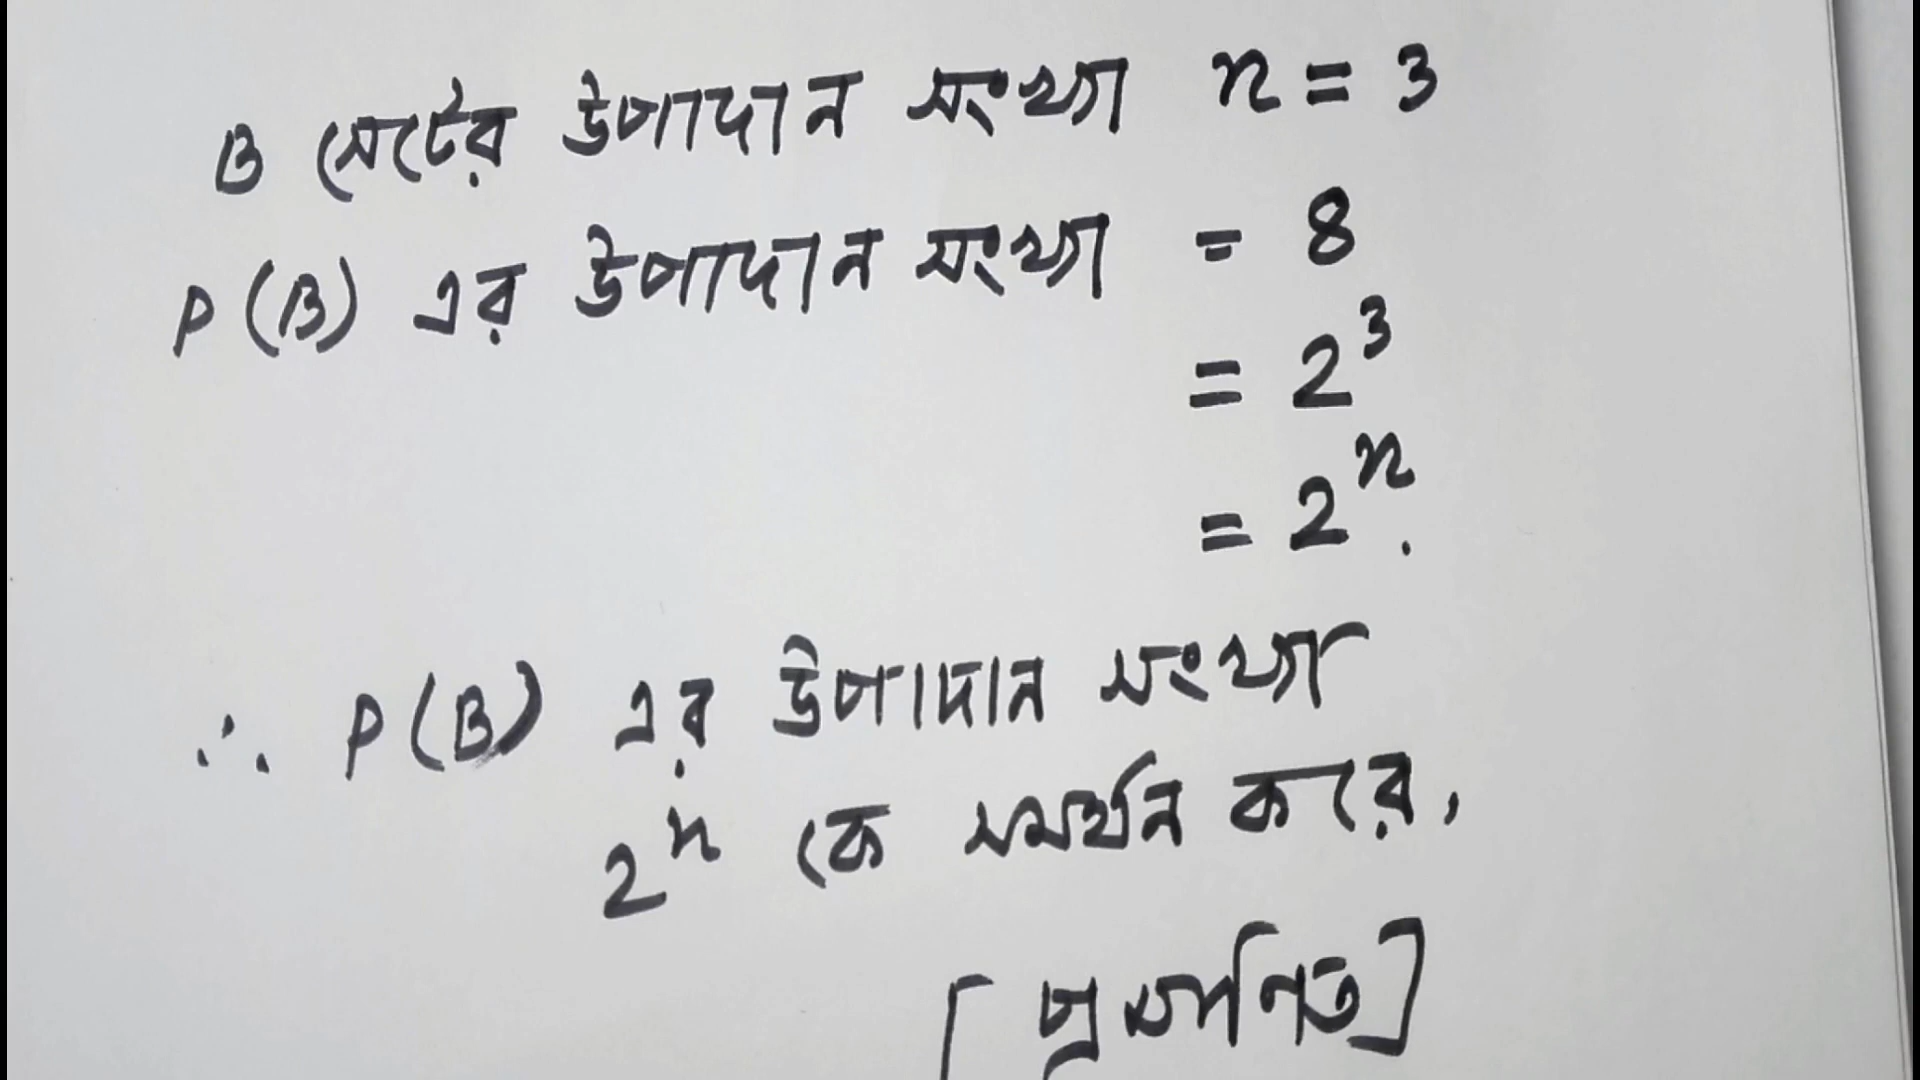 B সেটের উপাদান সংখ্যা n = 3
P(B) এর উপাদান সংখ্যা = 8
= 2³
= 2ⁿ.
∴ P(B) এর উপাদান সংখ্যা
2ⁿ কে সমর্থন করে,
[প্রমাণিত]